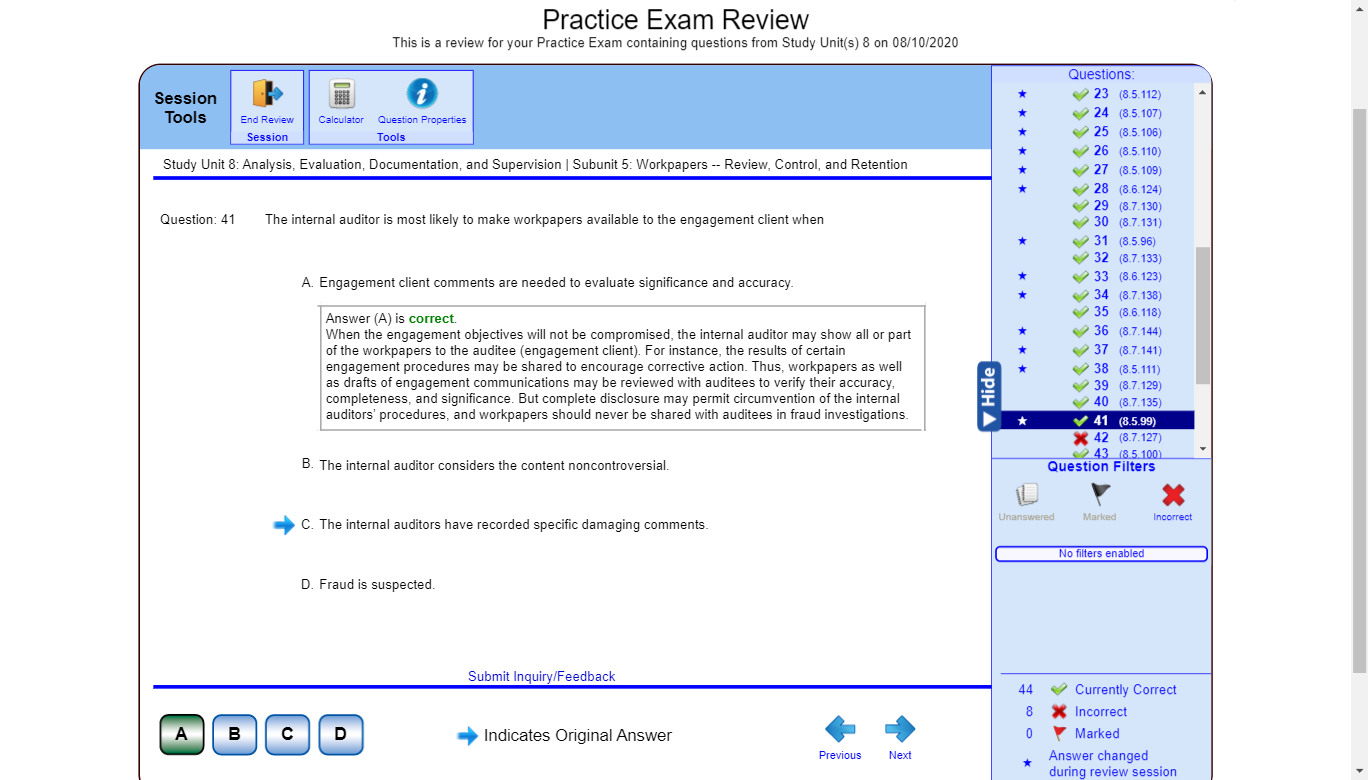 Practice Exam Review
This is a review for your Practice Exam containing questions from Study Unit(s) 8 on 08/10/2020
Session
Tools
End Review
Session
Calculator
Question Properties
Tools
Study Unit 8: Analysis, Evaluation, Documentation, and Supervision | Subunit 5: Workpapers -- Review, Control, and Retention
Question: 41 The internal auditor is most likely to make workpapers available to the engagement client when
A. Engagement client comments are needed to evaluate significance and accuracy.
Answer (A) is correct.
When the engagement objectives will not be compromised, the internal auditor may show all or part
of the workpapers to the auditee (engagement client). For instance, the results of certain
engagement procedures may be shared to encourage corrective action. Thus, workpapers as well
as drafts of engagement communications may be reviewed with auditees to verify their accuracy,
completeness, and significance. But complete disclosure may permit circumvention of the internal
auditors' procedures, and workpapers should never be shared with auditees in fraud investigations.
B. The internal auditor considers the content noncontroversial.
C. The internal auditors have recorded specific damaging comments.
D. Fraud is suspected.
Submit Inquiry/Feedback
A
B
C
D
Indicates Original Answer
Previous
Next
Hide
Questions:
23 (8.5.112)
24 (8.5.107)
25 (8.5.106)
26 (8.5.110)
27 (8.5.109)
28 (8.6.124)
29 (8.7.130)
30 (8.7.131)
31 (8.5.96)
32 (8.7.133)
33 (8.6.123)
34 (8.7.138)
35 (8.6.118)
36 (8.7.144)
37 (8.7.141)
38 (8.5.111)
39 (8.7.129)
40 (8.7.135)
41 (8.5.99)
42 (8.7.127)
43 (8.5.100)
Question Filters
Unanswered
Marked
Incorrect
No filters enabled
44 Currently Correct
8 Incorrect
0 Marked
Answer changed
during review session